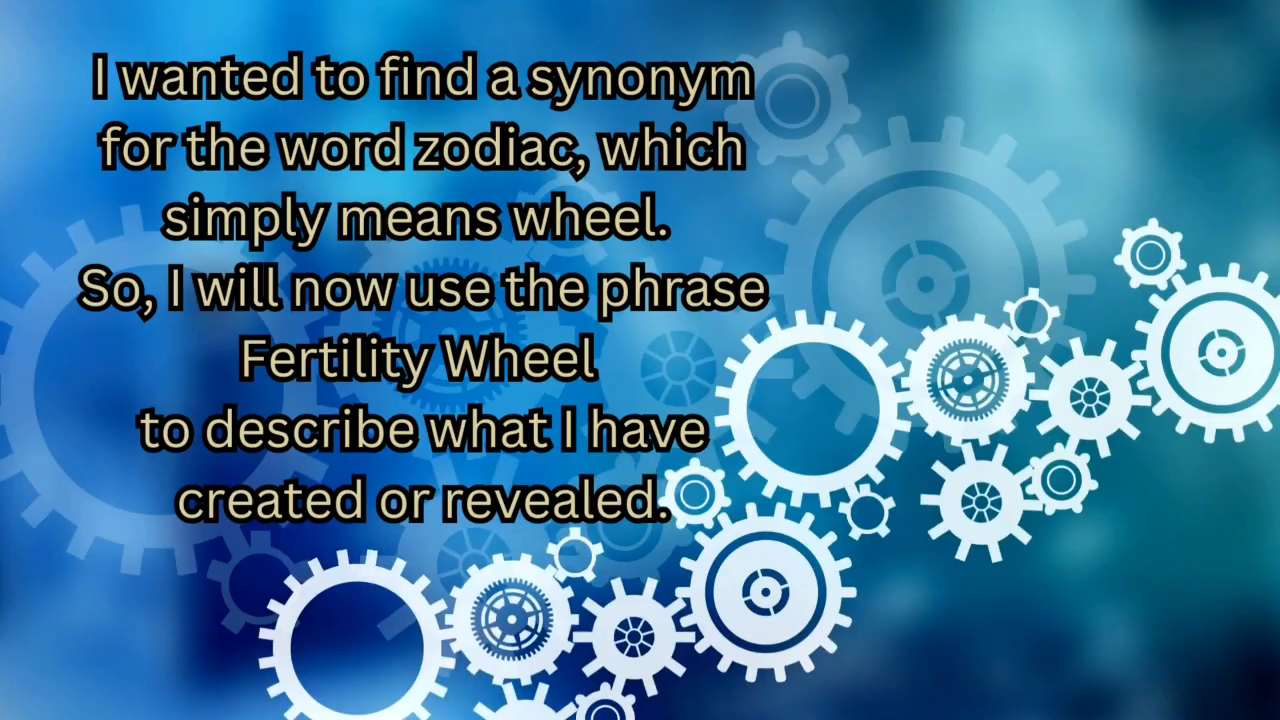 I wanted to find a synonym
for the word zodiac, which
simply means wheel.
So, I will now use the phrase
Fertility Wheel
to describe what I have
created or revealed.